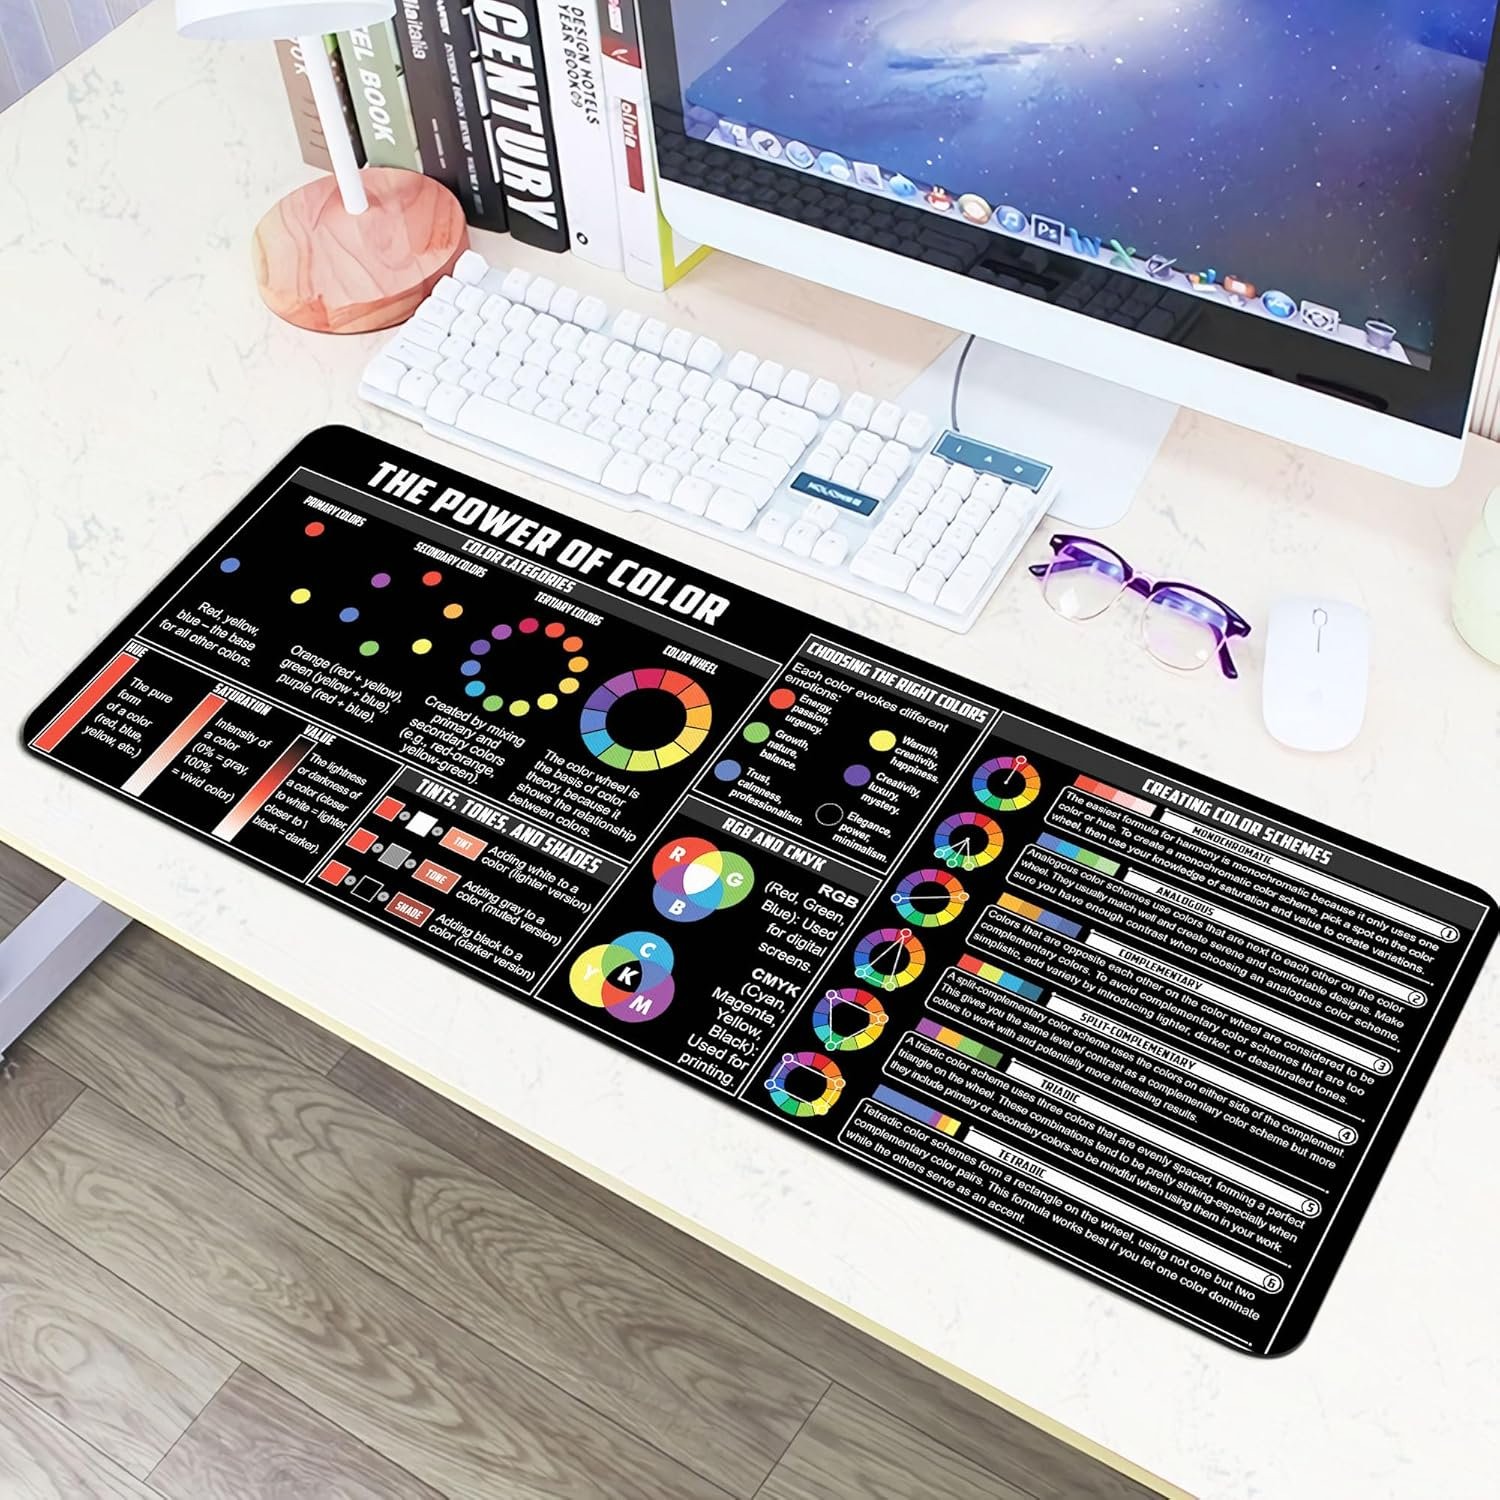 EL BOOK
Maitalia
CENTURY
DESIGN HOTELS
YEAR BOOK 09
olivia
Ps
THE POWER OF COLOR
COLOR CATEGORIES
PRIMARY COLORS
Red, yellow,
blue – the base
for all other colors.
SECONDARY COLORS
Orange (red + yellow),
green (yellow + blue),
purple (red + blue).
TERTIARY COLORS
Created by mixing
primary and
secondary colors
(e.g., red-orange,
yellow-green)
COLOR WHEEL
The color wheel is
the basis of color
theory, because it
shows the relationship
between colors.
HUE
The pure
form
of a color
(red, blue,
yellow, etc.)
SATURATION
Intensity of
a color
(0% = gray,
100%
= vivid color)
VALUE
The lightness
or darkness of
a color (closer
to white = lighter,
closer to1
black = darker).
TINTS, TONES, AND SHADES
TINT
Adding white to a
color (lighter version)
TONE
Adding gray to a
color (muted version)
SHADE
Adding black to a
color (darker version)
CHOOSING THE RIGHT COLORS
Each color evokes different
emotions:
Energy,
passion,
urgency.
Growth,
nature,
balance.
Trust,
calmness,
professionalism.
Warmth,
creativity,
happiness.
Creativity,
luxury,
mystery.
Elegance,
power,
minimalism.
RGB AND CMYK
R
G
B
RGB
(Red, Green,
Blue): Used
for digital
screens.
C
Y
K
M
CMYK
(Cyan,
Magenta,
Yellow,
Black):
Used for
printing.
CREATING COLOR SCHEMES
MONOCHROMATIC
1
The easiest formula for harmony is monochromatic because it only uses one
color or hue. To create a monochromatic color scheme, pick a spot on the color
wheel, then use your knowledge of saturation and value to create variations.
ANALOGOUS
2
Analogous color schemes use colors that are next to each other on the color
wheel. They usually match well and create serene and comfortable designs. Make
sure you have enough contrast when choosing an analogous color scheme.
COMPLEMENTARY
3
Colors that are opposite each other on the color wheel are considered to be
complementary colors. To avoid complementary color schemes that are too
simplistic, add variety by introducing lighter, darker, or desaturated tones.
SPLIT-COMPLEMENTARY
4
A split-complementary color scheme uses the colors on either side of the complement.
This gives you the same level of contrast as a complementary color scheme but more
colors to work with and potentially more interesting results.
TRIADIC
5
A triadic color scheme uses three colors that are evenly spaced, forming a perfect
triangle on the wheel. These combinations tend to be pretty striking-especially when
they include primary or secondary colors-so be mindful when using them in your work.
TETRADIC
6
Tetradic color schemes form a rectangle on the wheel, using not one but two
complementary color pairs. This formula works best if you let one color dominate
while the others serve as an accent.